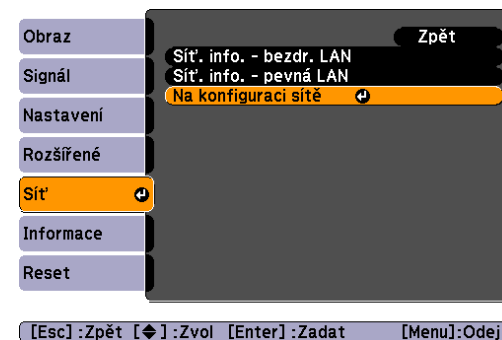 Obraz
Signál
Nastavení
Rozšířené
Síť
Informace
Reset
Zpět
Síť. info. - bezdr. LAN
Síť. info. - pevná LAN
Na konfiguraci sítě
[Esc] :Zpět [◆] :Zvol [Enter] :Zadat [Menu]:Odej